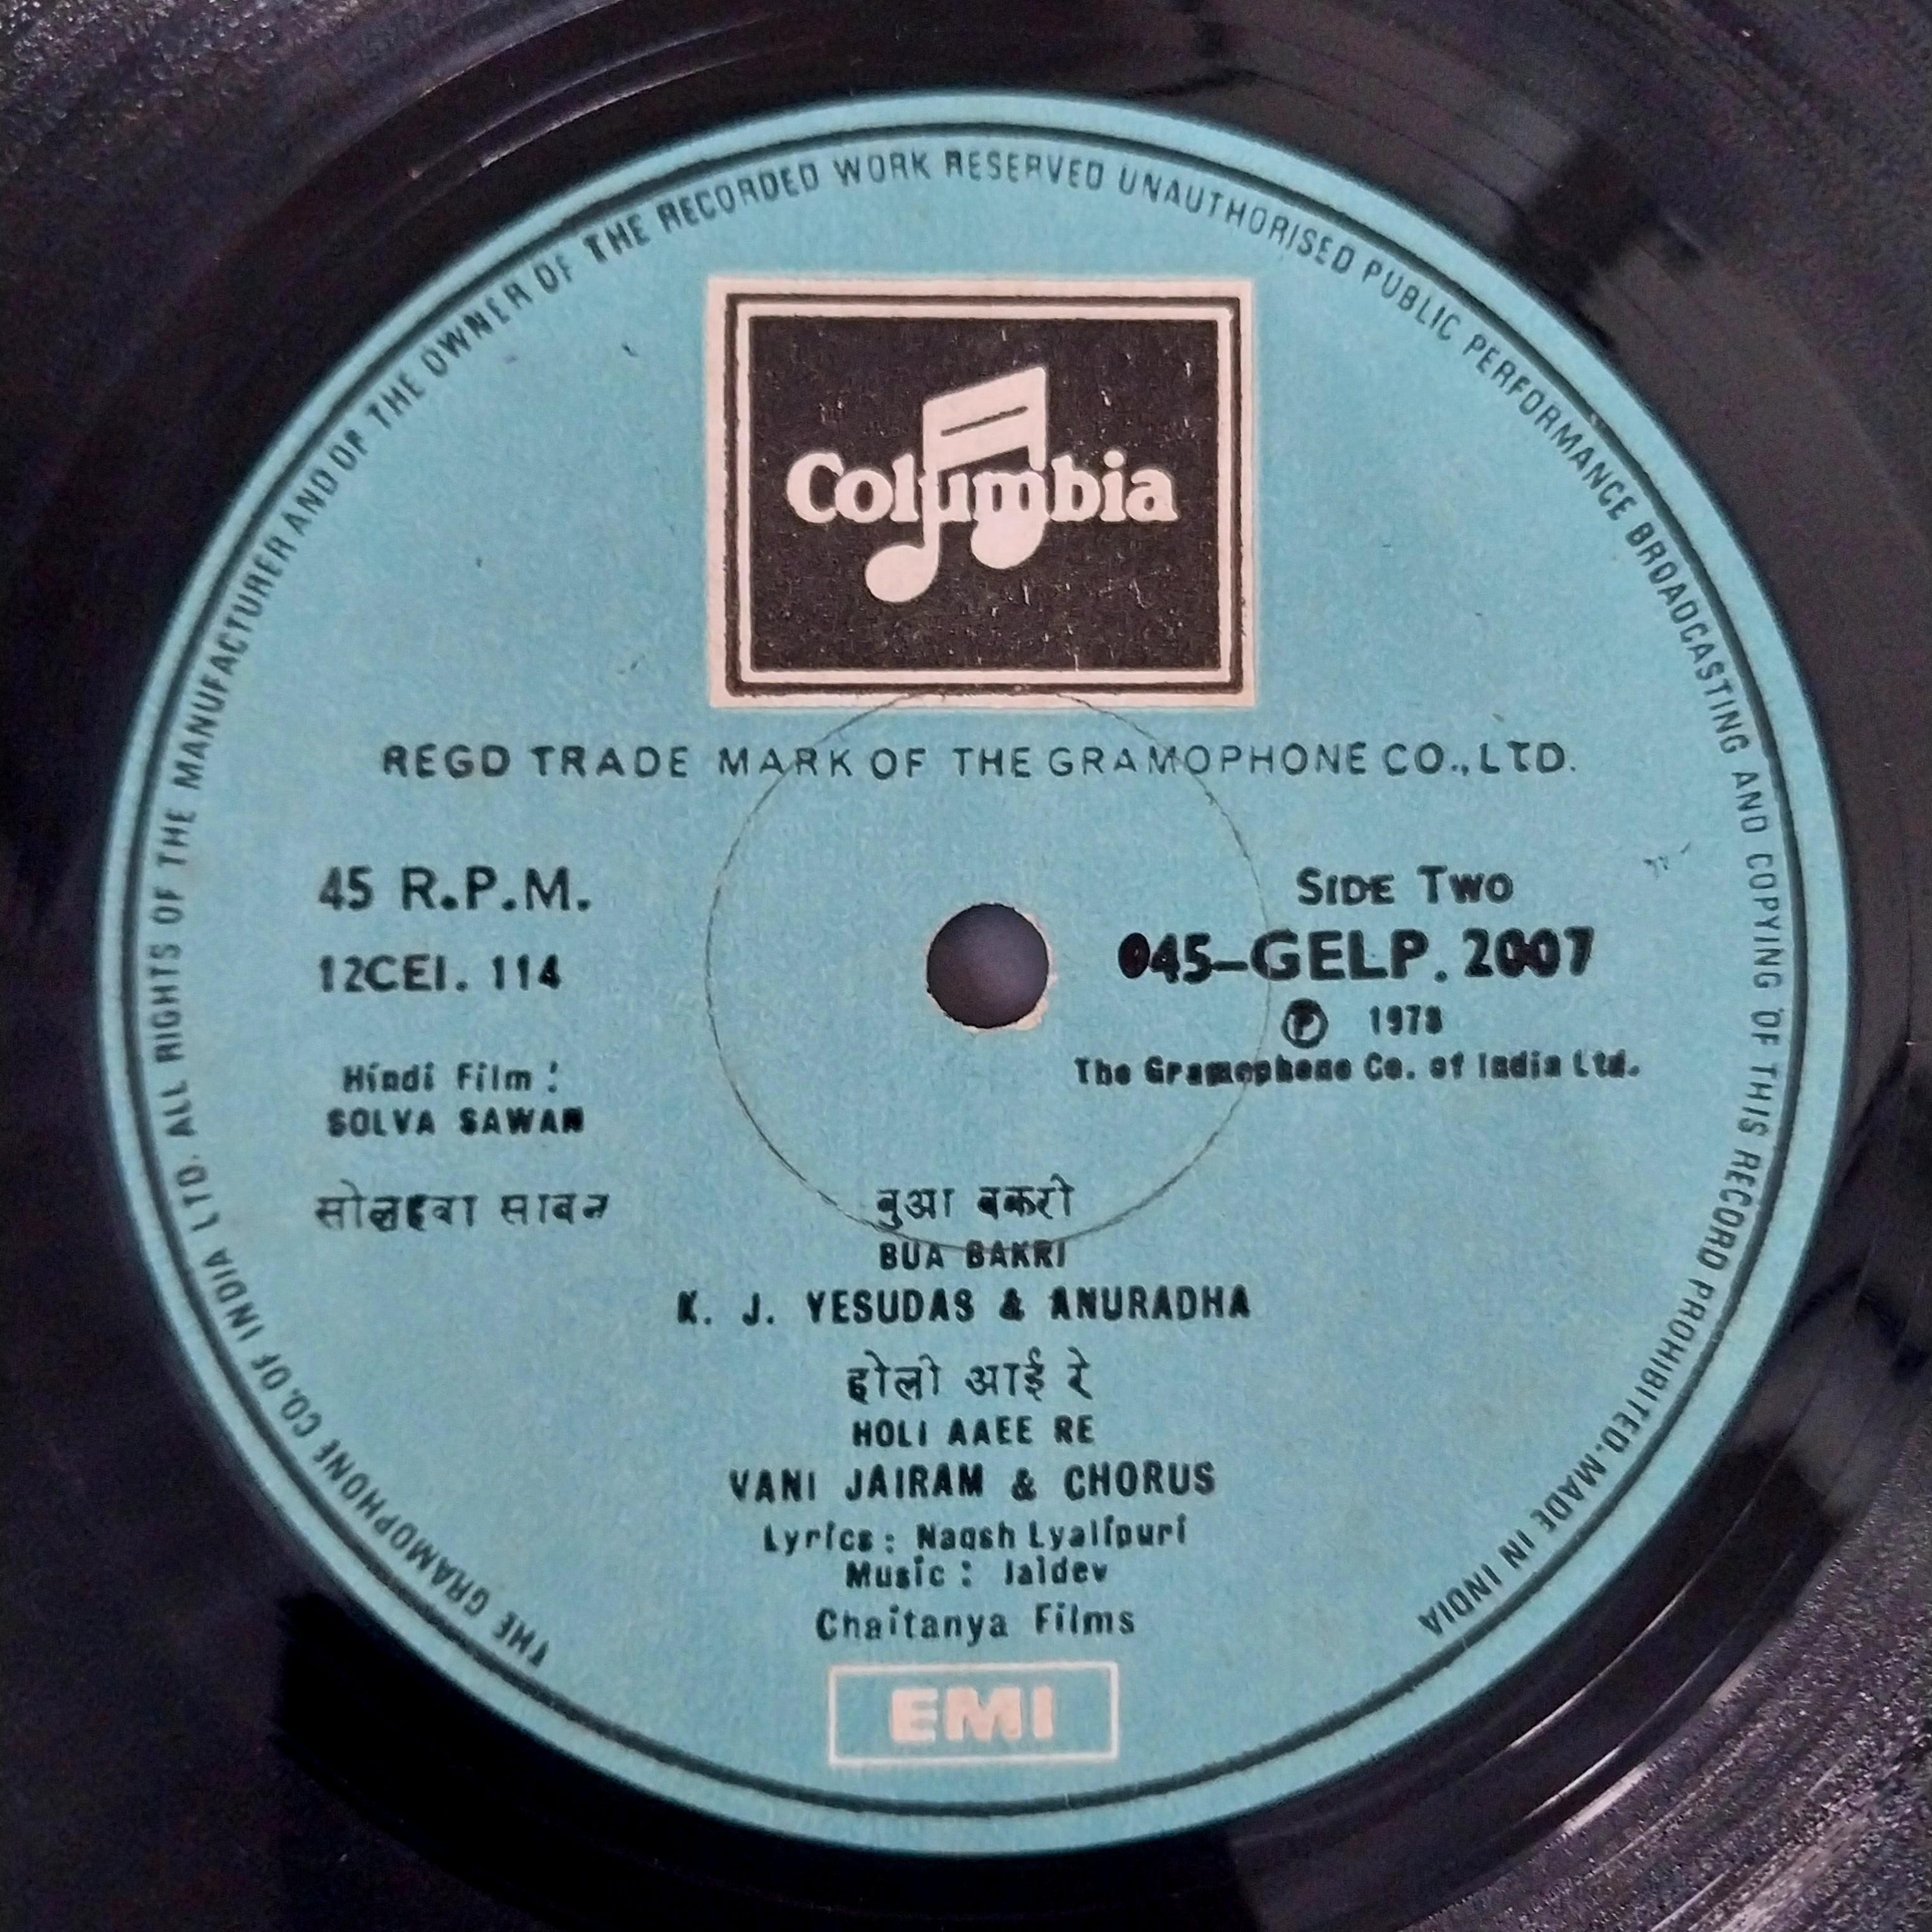 THE GRAMOPHONE CO. OF INDIA LTD. ALL RIGHTS OF THE MANUFACTURER AND OF THE OWNER OF THE RECORDED WORK RESERVED UNAUTHORISED PUBLIC PERFORMANCE BROADCASTING AND COPYING OF THIS RECORD PROHIBITED. MADE IN INDIA
Columbia
REGD TRADE MARK OF THE GRAMOPHONE CO., LTD.
45 R.P.M.
12CEI. 114
Hindi Film :
SOLVA SAWAN
सोलहवा सावन
SIDE TWO
045-GELP. 2007
Ⓟ 1978
The Gramophone Co. of India Ltd.
बुआ बकरी
BUA BAKRI
K. J. YESUDAS & ANURADHA
होली आई रे
HOLI AAEE RE
VANI JAIRAM & CHORUS
Lyrics : Naqsh Lyallpuri
Music : Jaidev
Chaitanya Films
EMI